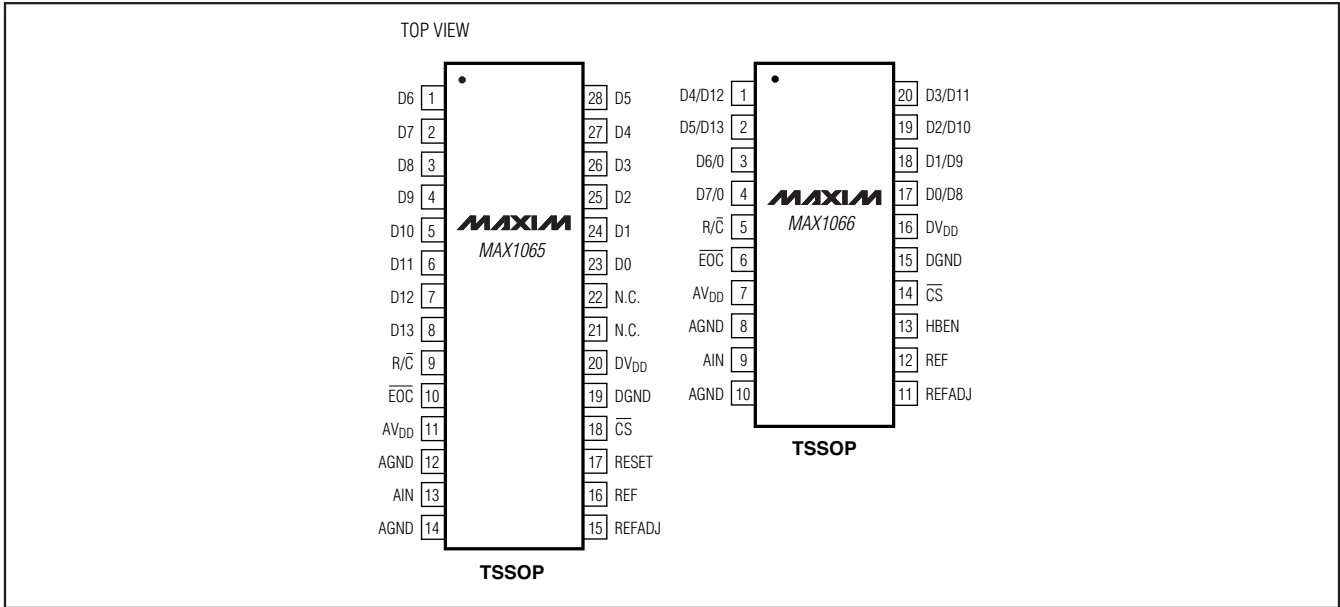 TOP VIEW
D6 1
D7 2
D8 3
D9 4
D10 5
D11 6
D12 7
D13 8
R/C̅ 9
E̅O̅C̅ 10
AVDD 11
AGND 12
AIN 13
AGND 14
MAXIM
MAX1065
28 D5
27 D4
26 D3
25 D2
24 D1
23 D0
22 N.C.
21 N.C.
20 DVDD
19 DGND
18 C̅S̅
17 RESET
16 REF
15 REFADJ
TSSOP
D4/D12 1
D5/D13 2
D6/0 3
D7/0 4
R/C̅ 5
E̅O̅C̅ 6
AVDD 7
AGND 8
AIN 9
AGND 10
MAXIM
MAX1066
20 D3/D11
19 D2/D10
18 D1/D9
17 D0/D8
16 DVDD
15 DGND
14 C̅S̅
13 HBEN
12 REF
11 REFADJ
TSSOP